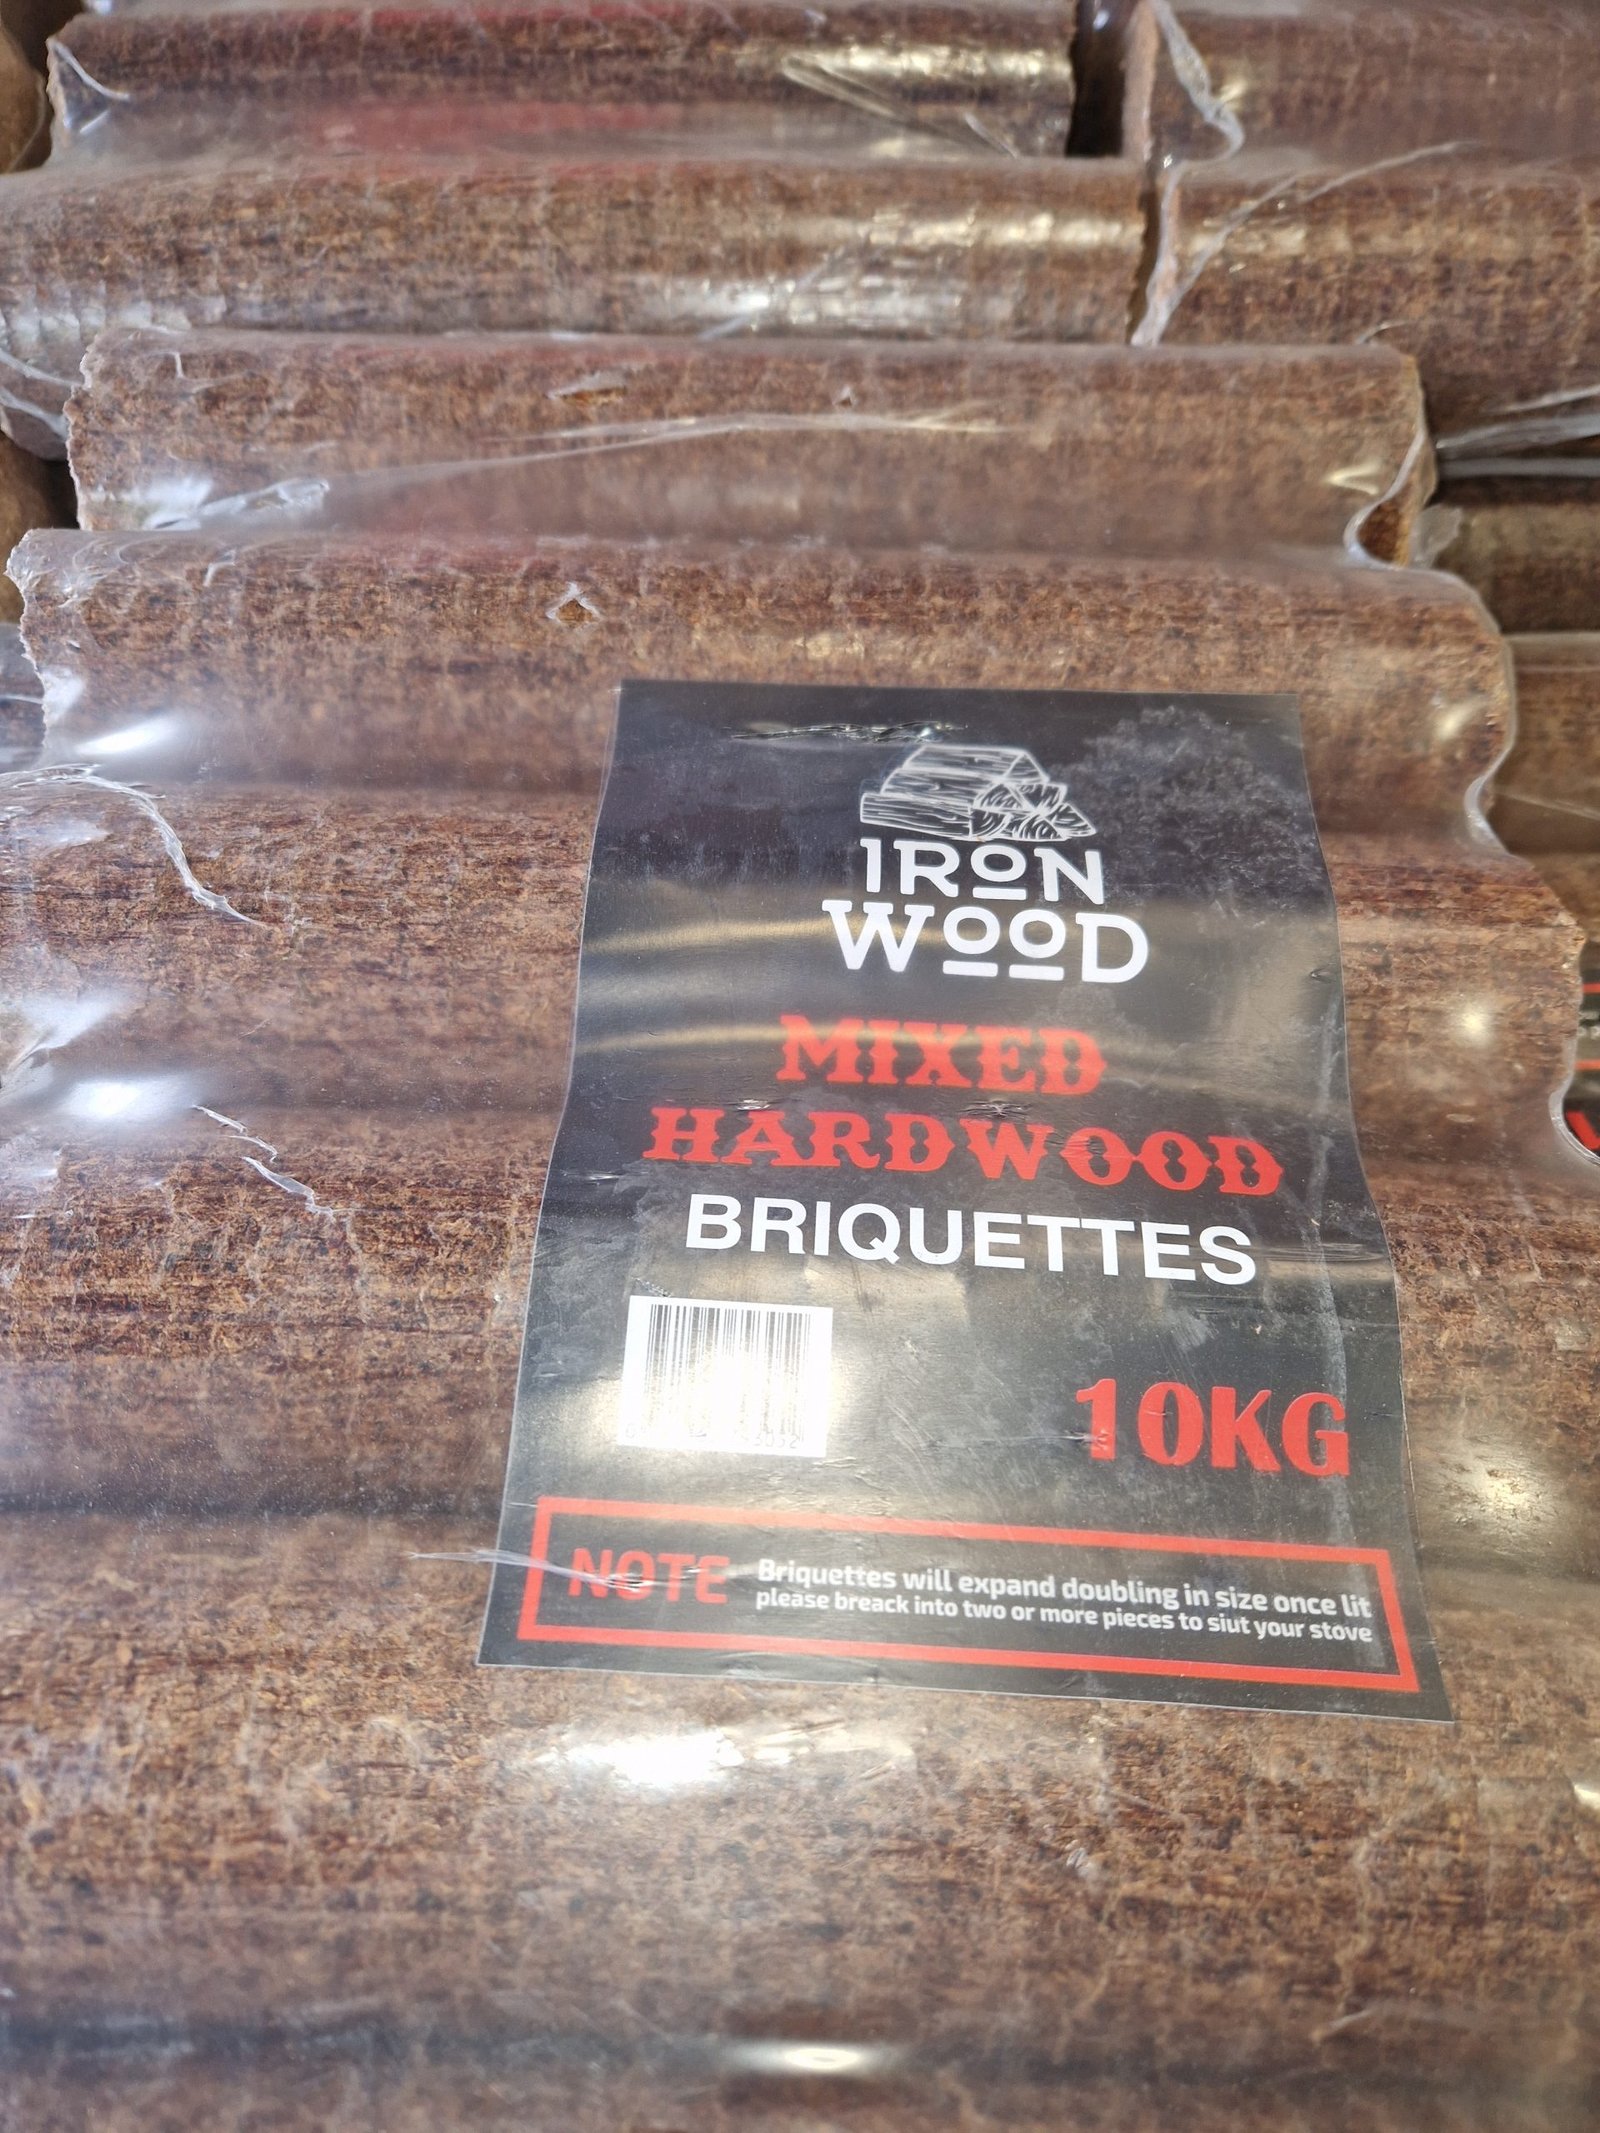 IRON
WOOD
MIXED
HARDWOOD
BRIQUETTES
10KG
NOTE
Briquettes will expand doubling in size once lit
please breack into two or more pieces to siut your stove